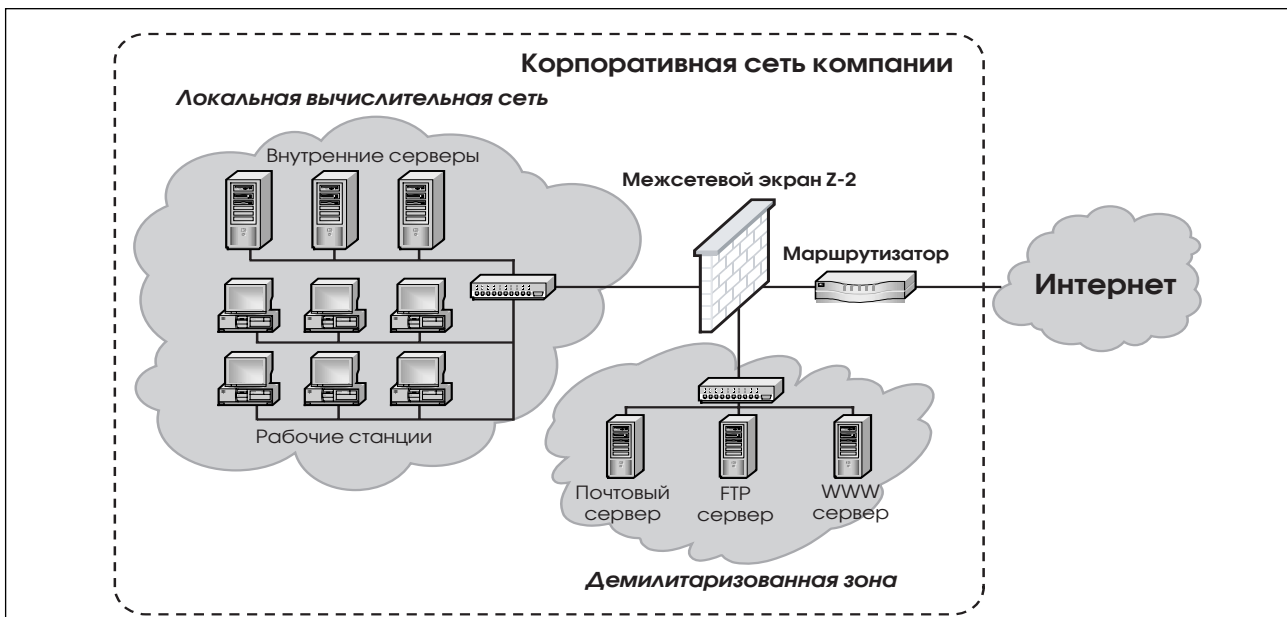 Корпоративная сеть компании
Локальная вычислительная сеть
Внутренние серверы
Межсетевой экран Z-2
Маршрутизатор
Интернет
Рабочие станции
Почтовый
сервер
FTP
сервер
WWW
сервер
Демилитаризованная зона